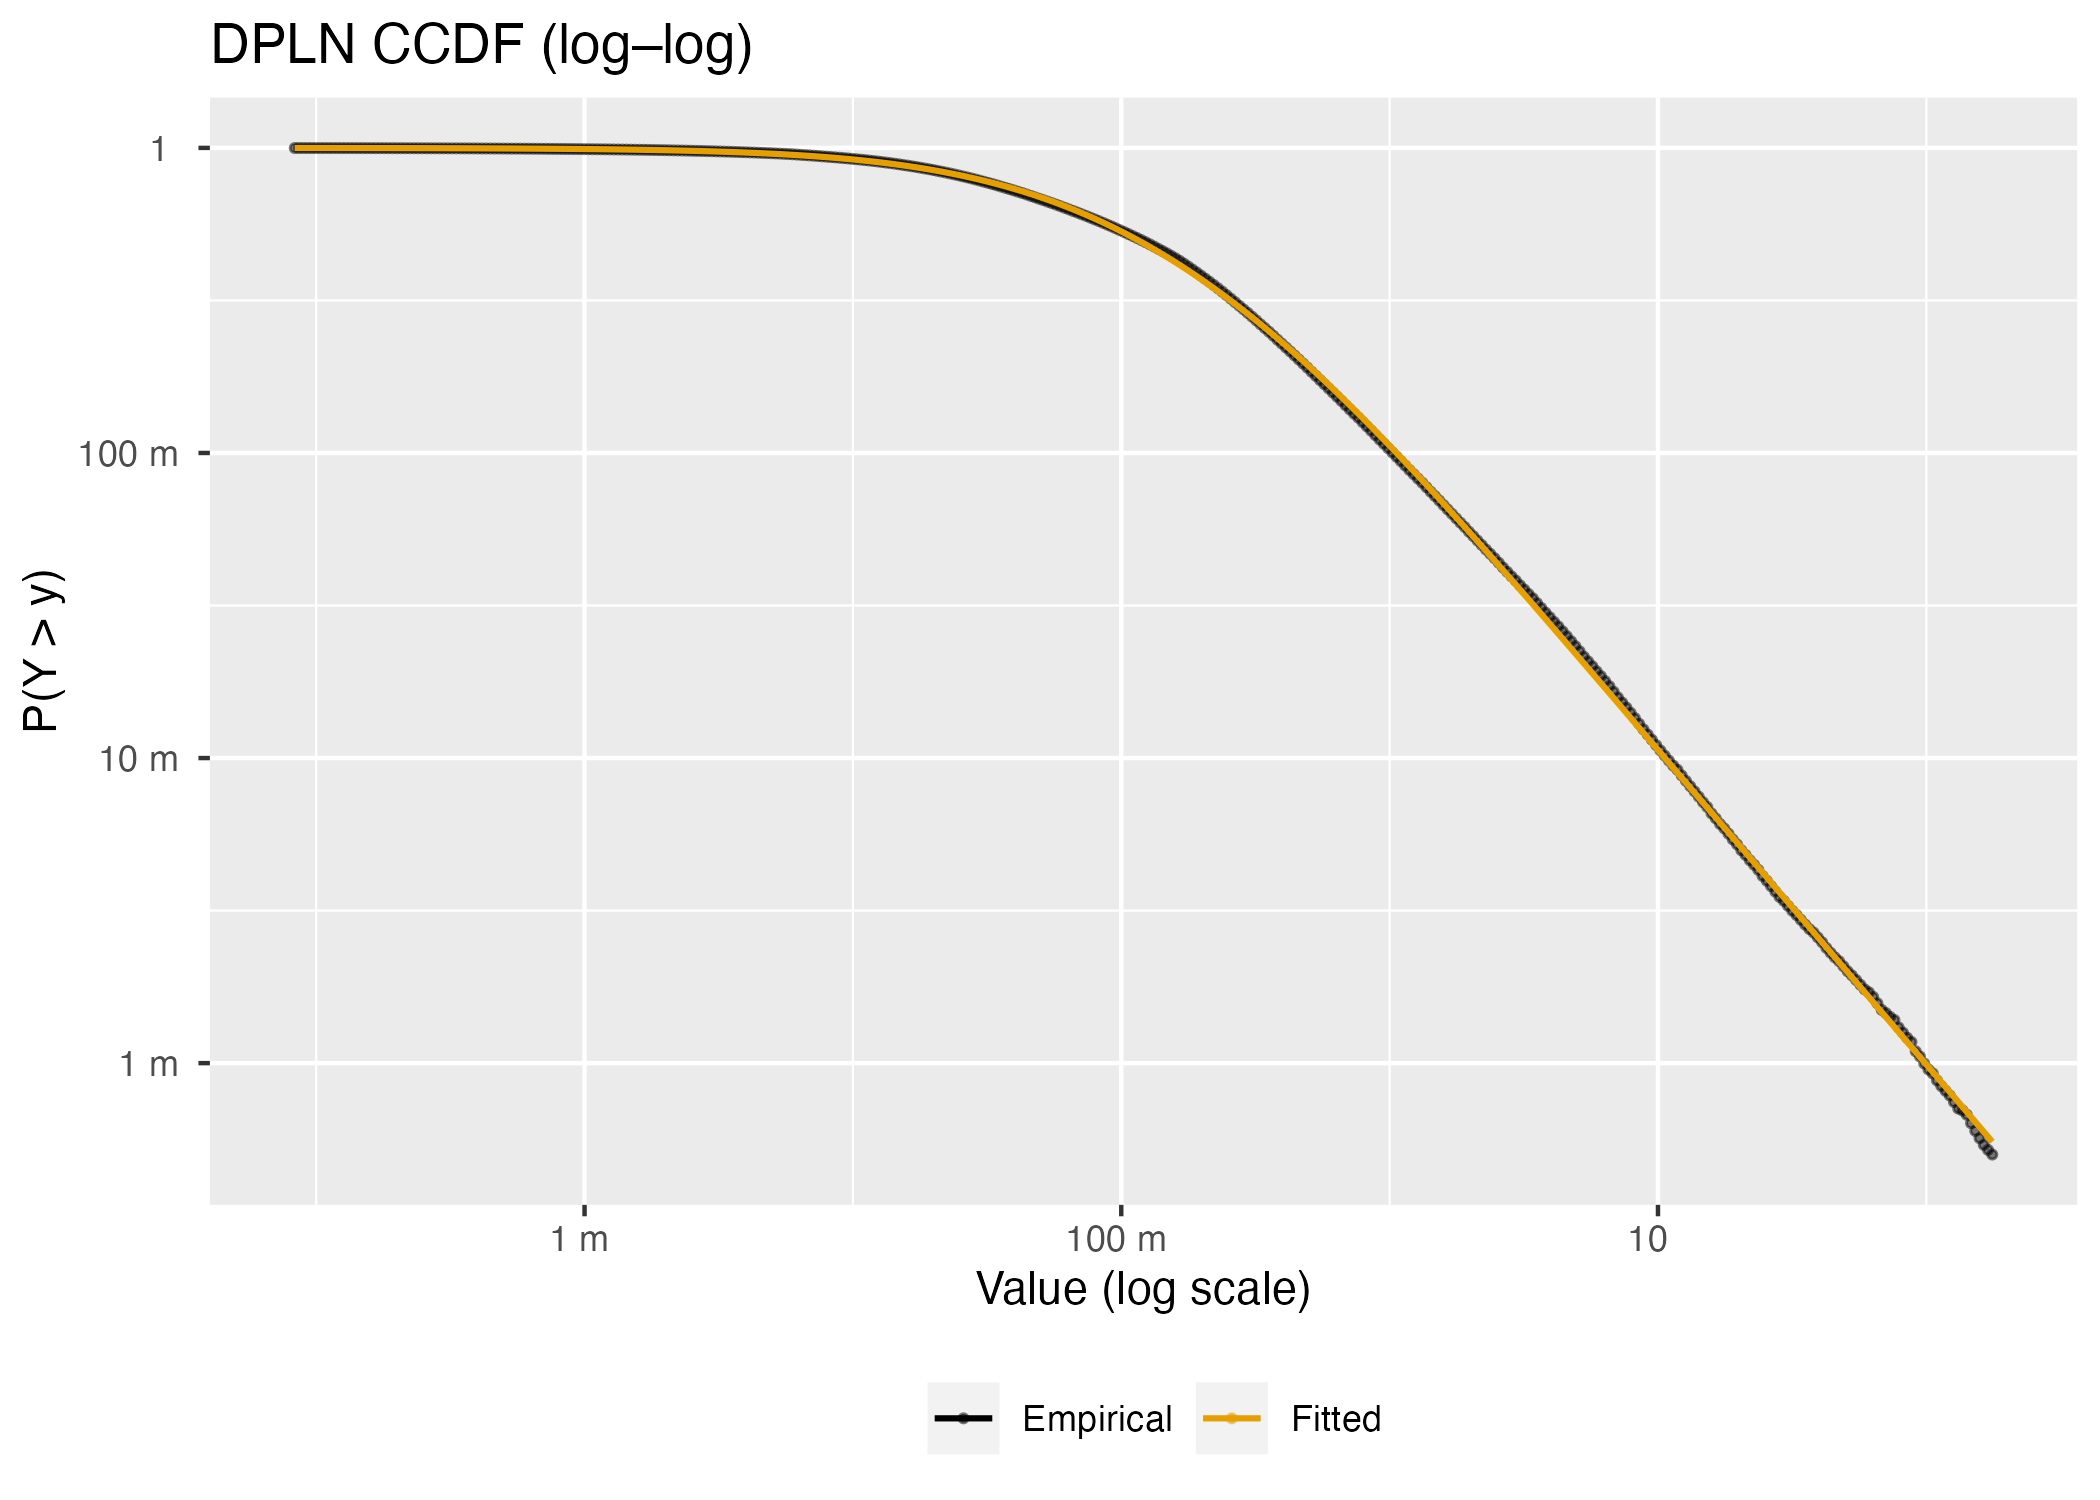 DPLN CCDF (log–log)
P(Y > y)
1
100 m
10 m
1 m
1 m
100 m
10
Value (log scale)
Empirical
Fitted